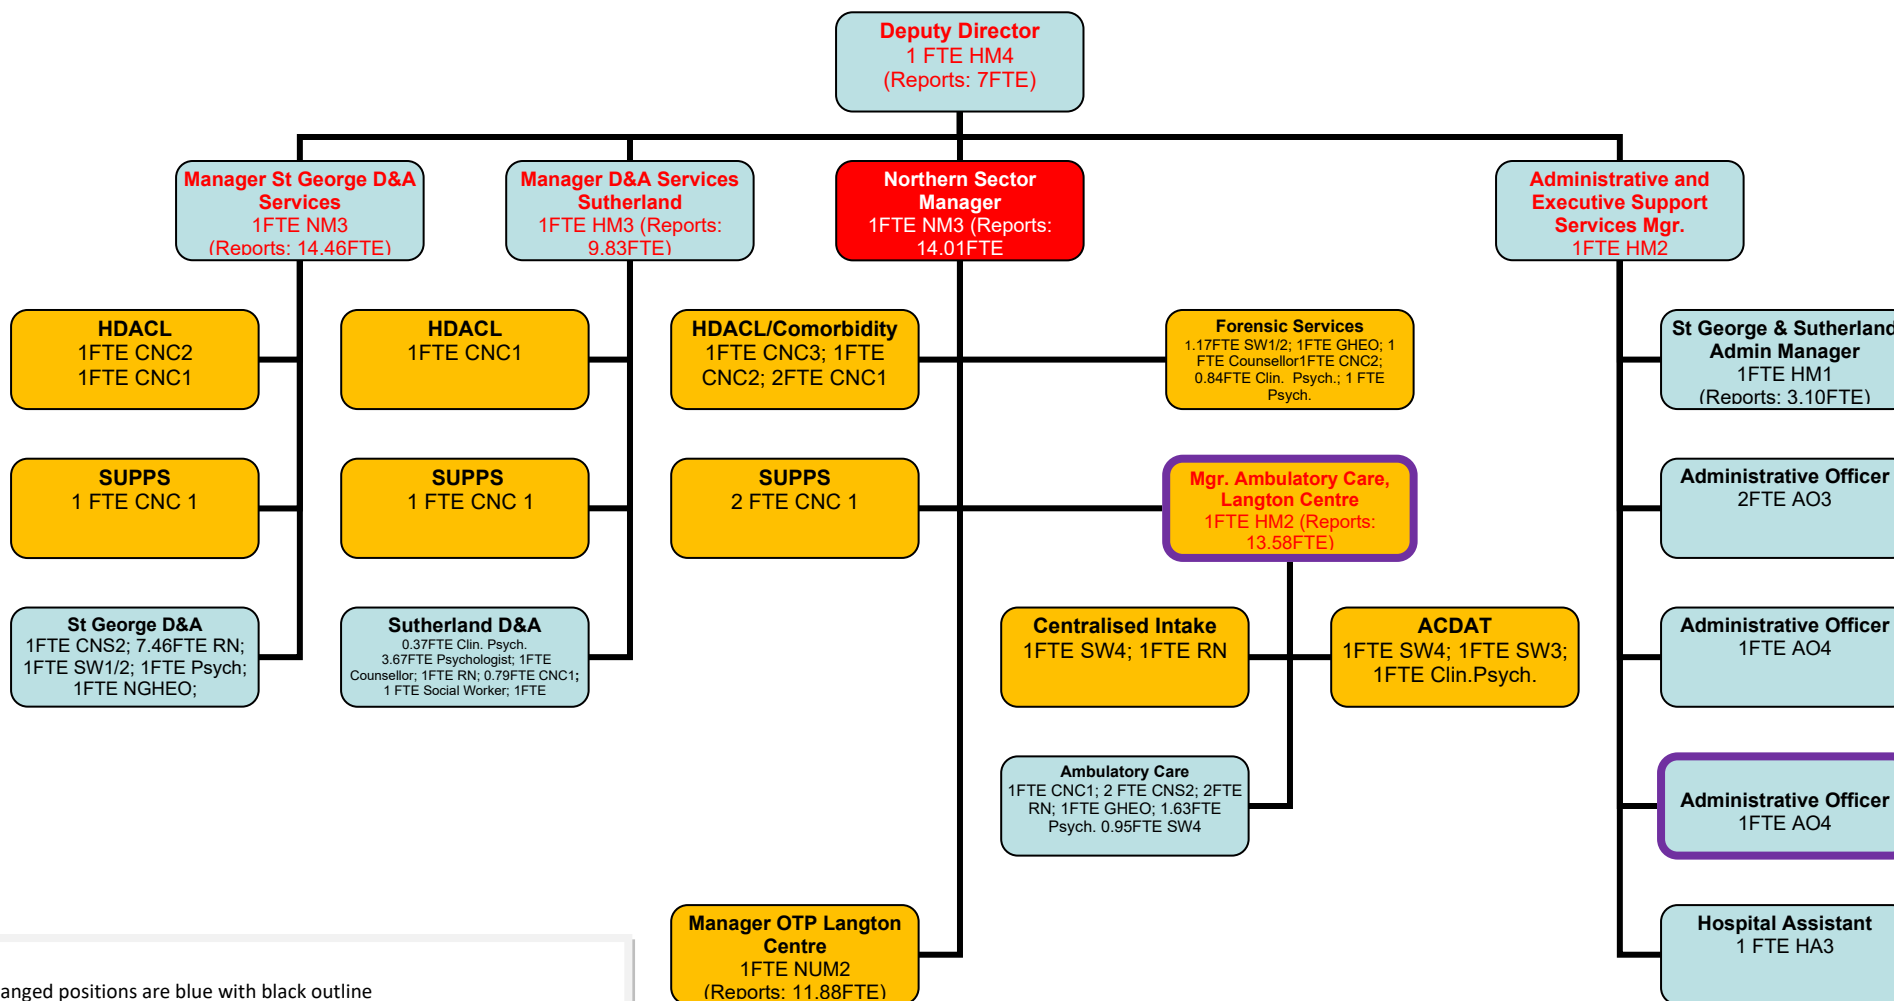 Deputy Director
1 FTE HM4
(Reports: 7FTE)
Manager St George D&A
Services
1FTE NM3
(Reports: 14.46FTE)
Manager D&A Services
Sutherland
1FTE HM3 (Reports:
9.83FTE)
Northern Sector
Manager
1FTE NM3 (Reports:
14.01FTE
Administrative and
Executive Support
Services Mgr.
1FTE HM2
HDACL
1FTE CNC2
1FTE CNC1
HDACL
1FTE CNC1
HDACL/Comorbidity
1FTE CNC3; 1FTE
CNC2; 2FTE CNC1
Forensic Services
1.17FTE SW1/2; 1FTE GHEO; 1
FTE Counsellor1FTE CNC2;
0.84FTE Clin. Psych.; 1 FTE
Psych.
St George & Sutherland
Admin Manager
1FTE HM1
(Reports: 3.10FTE)
SUPPS
1 FTE CNC 1
SUPPS
1 FTE CNC 1
SUPPS
2 FTE CNC 1
Mgr. Ambulatory Care,
Langton Centre
1FTE HM2 (Reports:
13.58FTE)
Administrative Officer
2FTE AO3
St George D&A
1FTE CNS2; 7.46FTE RN;
1FTE SW1/2; 1FTE Psych;
1FTE NGHEO;
Sutherland D&A
0.37FTE Clin. Psych.
3.67FTE Psychologist; 1FTE
Counsellor; 1FTE RN; 0.79FTE CNC1;
1 FTE Social Worker; 1FTE
Centralised Intake
1FTE SW4; 1FTE RN
ACDAT
1FTE SW4; 1FTE SW3;
1FTE Clin.Psych.
Administrative Officer
1FTE AO4
Ambulatory Care
1FTE CNC1; 2 FTE CNS2; 2FTE
RN; 1FTE GHEO; 1.63FTE
Psych. 0.95FTE SW4
Administrative Officer
1FTE AO4
Manager OTP Langton
Centre
1FTE NUM2
(Reports: 11.88FTE)
Hospital Assistant
1 FTE HA3
anged positions are blue with black outline